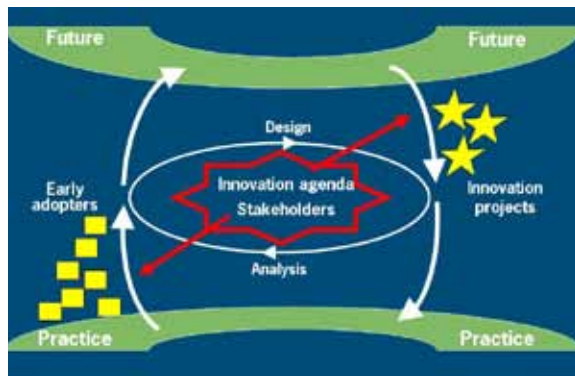 Future
Future
Design
Innovation agenda
Stakeholders
Early
adopters
Innovation
projects
Analysis
Practice
Practice